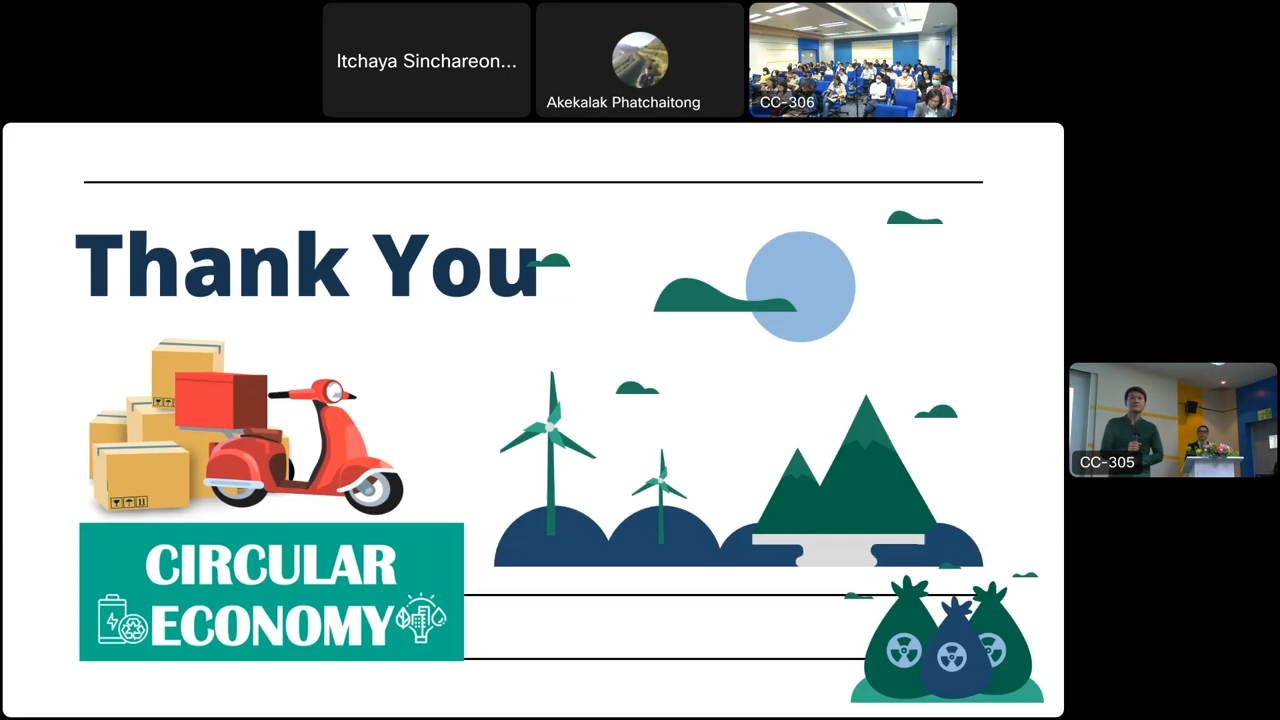 Itchaya Sinchareon...
Akekalak Phatchaitong
CC-306
Thank You
CC-305
CIRCULAR
ECONOMY